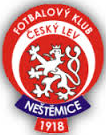 FOTBALOVÝ KLUB
ČESKÝ LEV
NEŠTĚMICE
1918